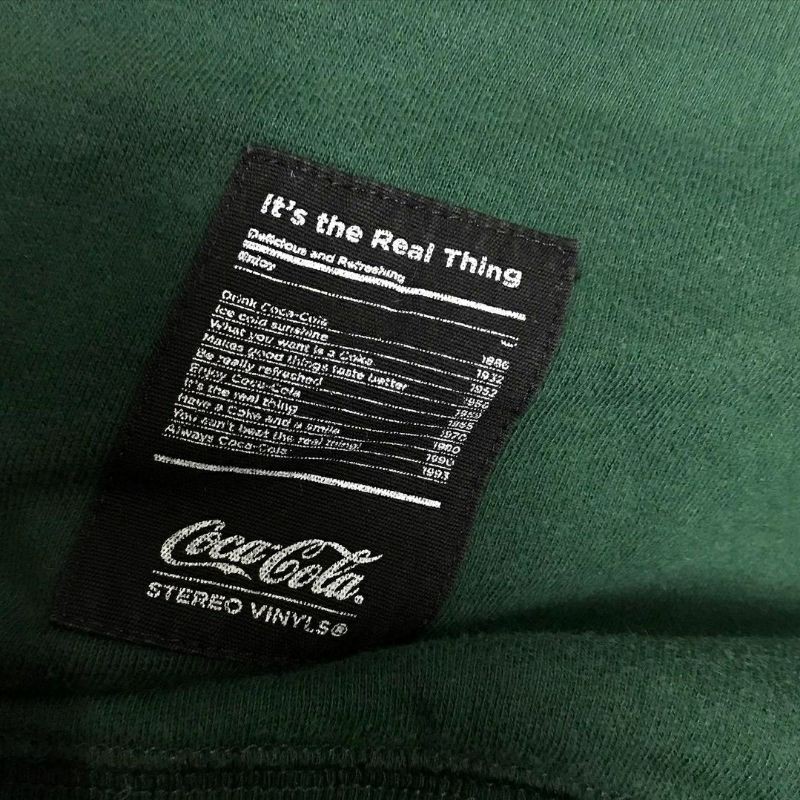 It's the Real Thing
Delicious and Refreshing
Enjoy
Drink Coca-Cola 1886
Ice cold sunshine 1932
What you want is a Coke 1952
Makes good things taste better
Be really refreshed
Enjoy Coca-Cola
It's the real thing 1970
Have a Coke and a smile 1980
You can't beat the real thing! 1990
Always Coca-Cola 1993
Coca-Cola®
STEREO VINYLS®